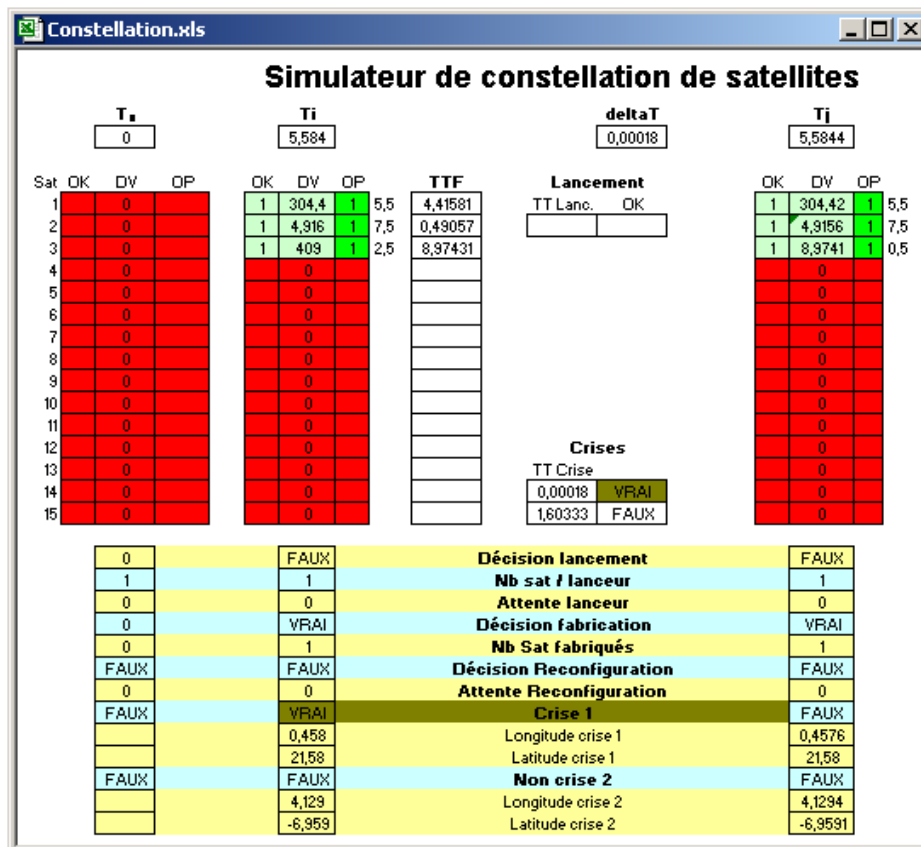 Constellation.xls
Simulateur de constellation de satellites
T₀ Ti deltaT Tj
0 5,584 0,00018 5,5844
Sat OK DV OP OK DV OP TTF Lancement OK DV OP
1 0 1 304,4 1 5,5 4,41581 TT Lanc. OK 1 304,42 1 5,5
2 0 1 4,916 1 7,5 0,49057 1 4,9156 1 7,5
3 0 1 409 1 2,5 8,97431 1 8,9741 1 0,5
4 0 0 0
5 0 0 0
6 0 0 0
7 0 0 0
8 0 0 0
9 0 0 0
10 0 0 0
11 0 0 0
12 0 0 Crises 0
13 0 0 TT Crise 0
14 0 0 0,00018 VRAI 0
15 0 0 1,60333 FAUX 0
0 FAUX Décision lancement FAUX
1 1 Nb sat / lanceur 1
0 0 Attente lanceur 0
0 VRAI Décision fabrication VRAI
0 1 Nb Sat fabriqués 1
FAUX FAUX Décision Reconfiguration FAUX
0 0 Attente Reconfiguration 0
FAUX VRAI Crise 1 FAUX
0,458 Longitude crise 1 0,4576
21,58 Latitude crise 1 21,58
FAUX FAUX Non crise 2 FAUX
4,129 Longitude crise 2 4,1294
-6,959 Latitude crise 2 -6,9591